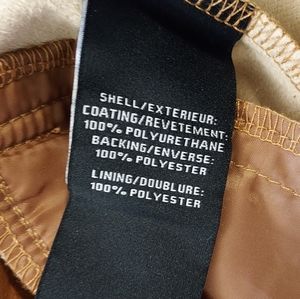 SHELL/EXTERIEUR:
COATING/REVETEMENT:
100% POLYURETHANE
BACKING/ENVERSE:
100% POLYESTER
LINING/DOUBLURE:
100% POLYESTER